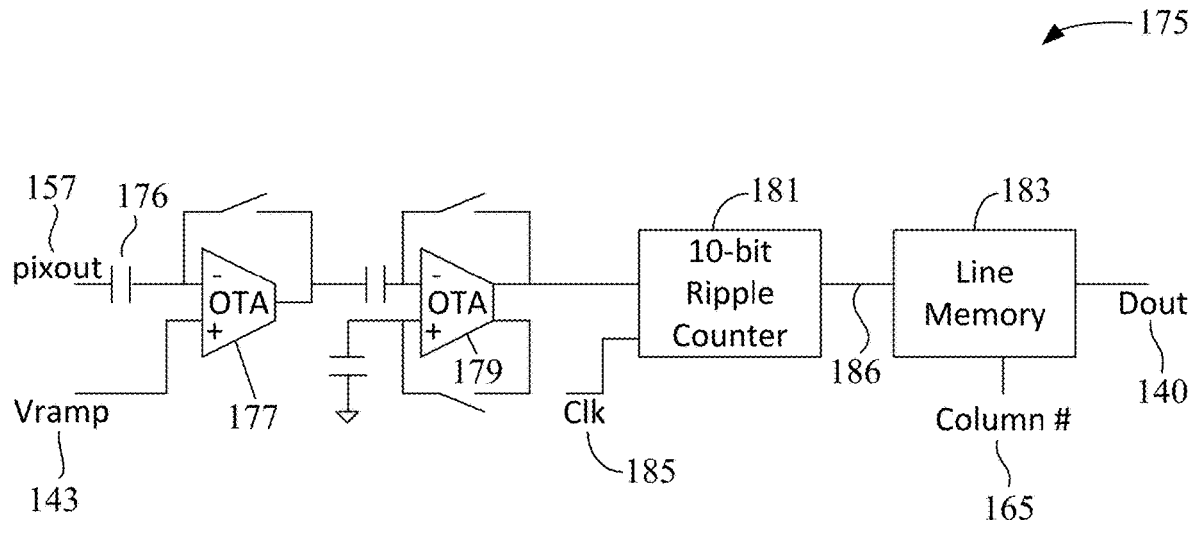 175
157
176
181
183
pixout
-
OTA
+
-
OTA
+
10-bit
Ripple
Counter
Line
Memory
Dout
Vramp
177
179
Clk
186
Column #
140
143
185
165